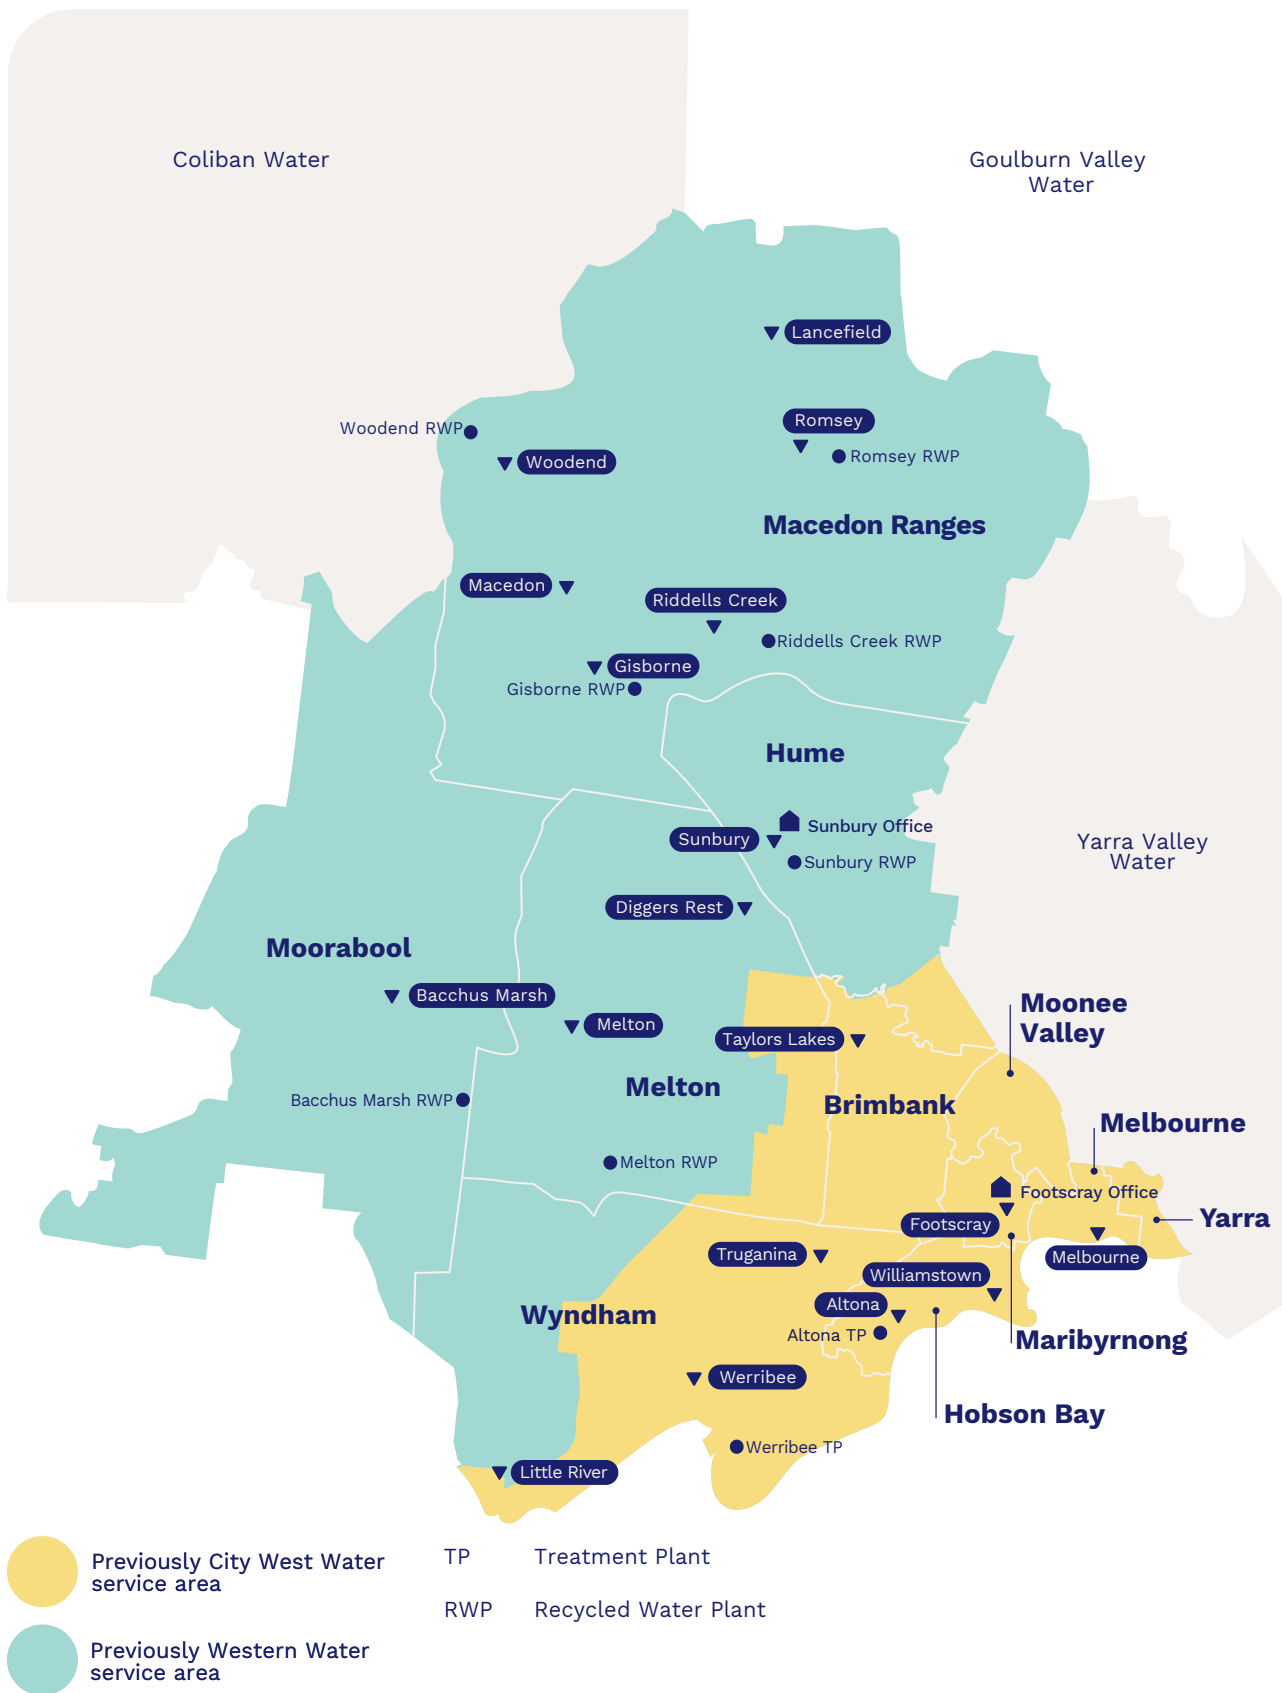 Coliban Water
Goulburn Valley
Water
Lancefield
Romsey
Woodend RWP
Romsey RWP
Woodend
Macedon Ranges
Macedon
Riddells Creek
Riddells Creek RWP
Gisborne
Gisborne RWP
Hume
Sunbury Office
Sunbury
Yarra Valley
Water
Sunbury RWP
Diggers Rest
Moorabool
Bacchus Marsh
Moonee
Valley
Melton
Taylors Lakes
Melton
Bacchus Marsh RWP
Brimbank
Melbourne
Melton RWP
Footscray Office
Yarra
Footscray
Truganina
Melbourne
Williamstown
Altona
Wyndham
Altona TP
Maribyrnong
Werribee
Hobson Bay
Werribee TP
Little River
Previously City West Water
service area
TP Treatment Plant
RWP Recycled Water Plant
Previously Western Water
service area